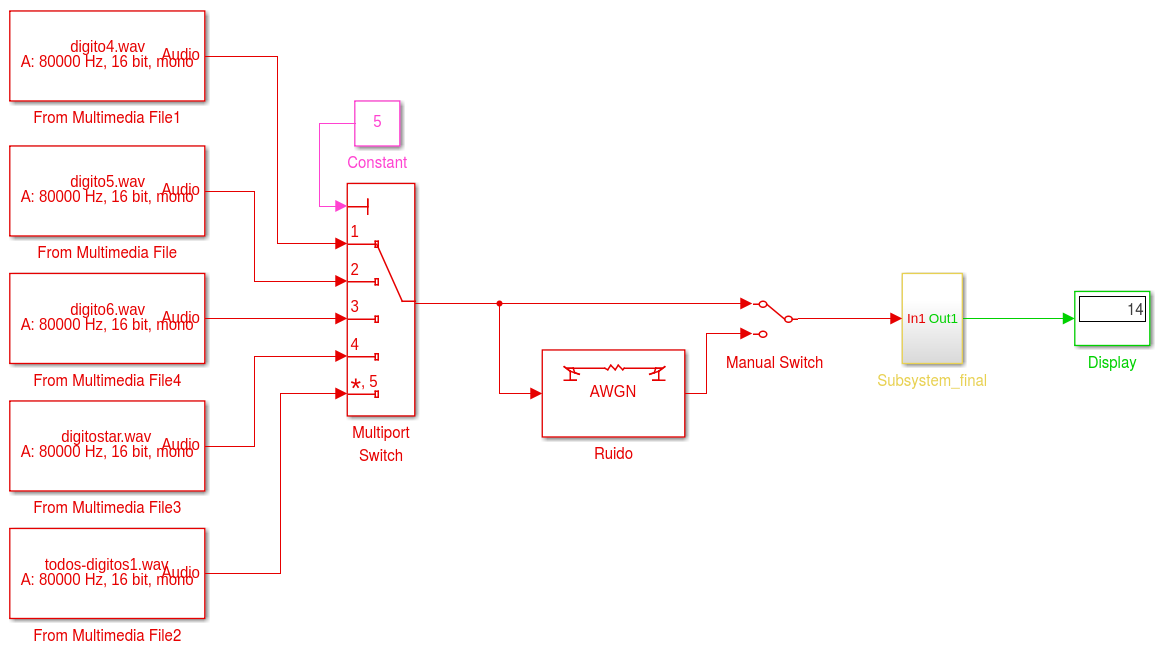 digito4.wav
Audio
A: 80000 Hz, 16 bit, mono
From Multimedia File1
digito5.wav
Audio
A: 80000 Hz, 16 bit, mono
From Multimedia File
digito6.wav
Audio
A: 80000 Hz, 16 bit, mono
From Multimedia File4
digitostar.wav
Audio
A: 80000 Hz, 16 bit, mono
From Multimedia File3
todos-digitos1.wav
Audio
A: 80000 Hz, 16 bit, mono
From Multimedia File2
5
Constant
1
2
3
4
*, 5
Multiport
Switch
AWGN
Ruido
Manual Switch
In1 Out1
Subsystem_final
14
Display